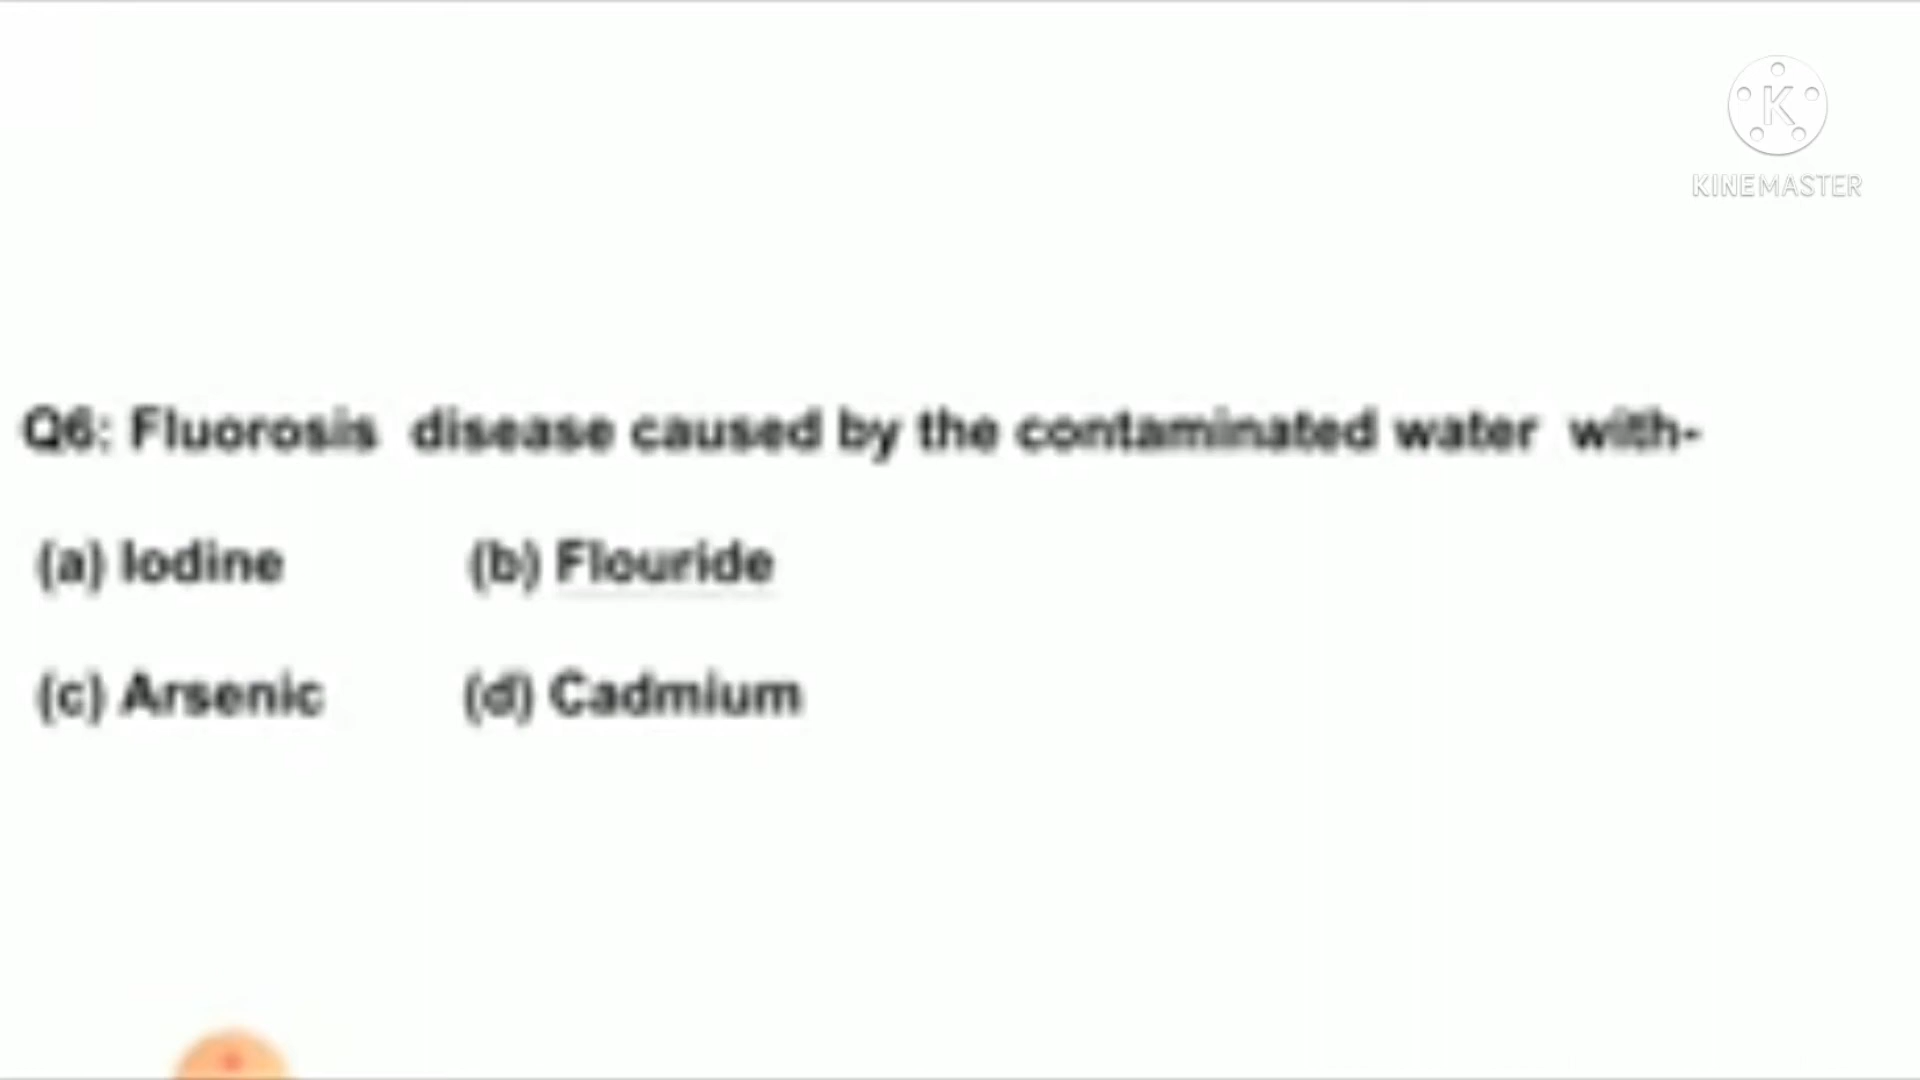 KINEMASTER
Q6: Fluorosis disease caused by the contaminated water with-
(a) Iodine (b) Flouride
(c) Arsenic (d) Cadmium